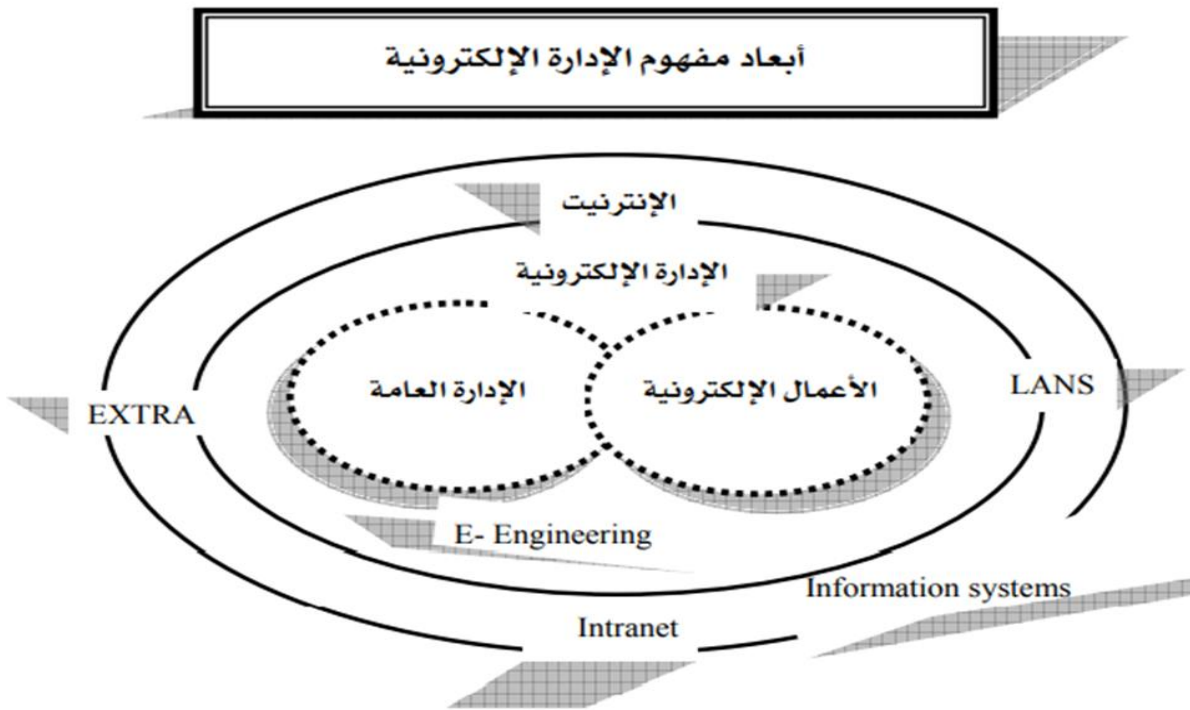 أبعاد مفهوم الإدارة الإلكترونية
الإنترنيت
الإدارة الإلكترونية
الأعمال الإلكترونية
الإدارة العامة
LANS
EXTRA
E- Engineering
Information systems
Intranet